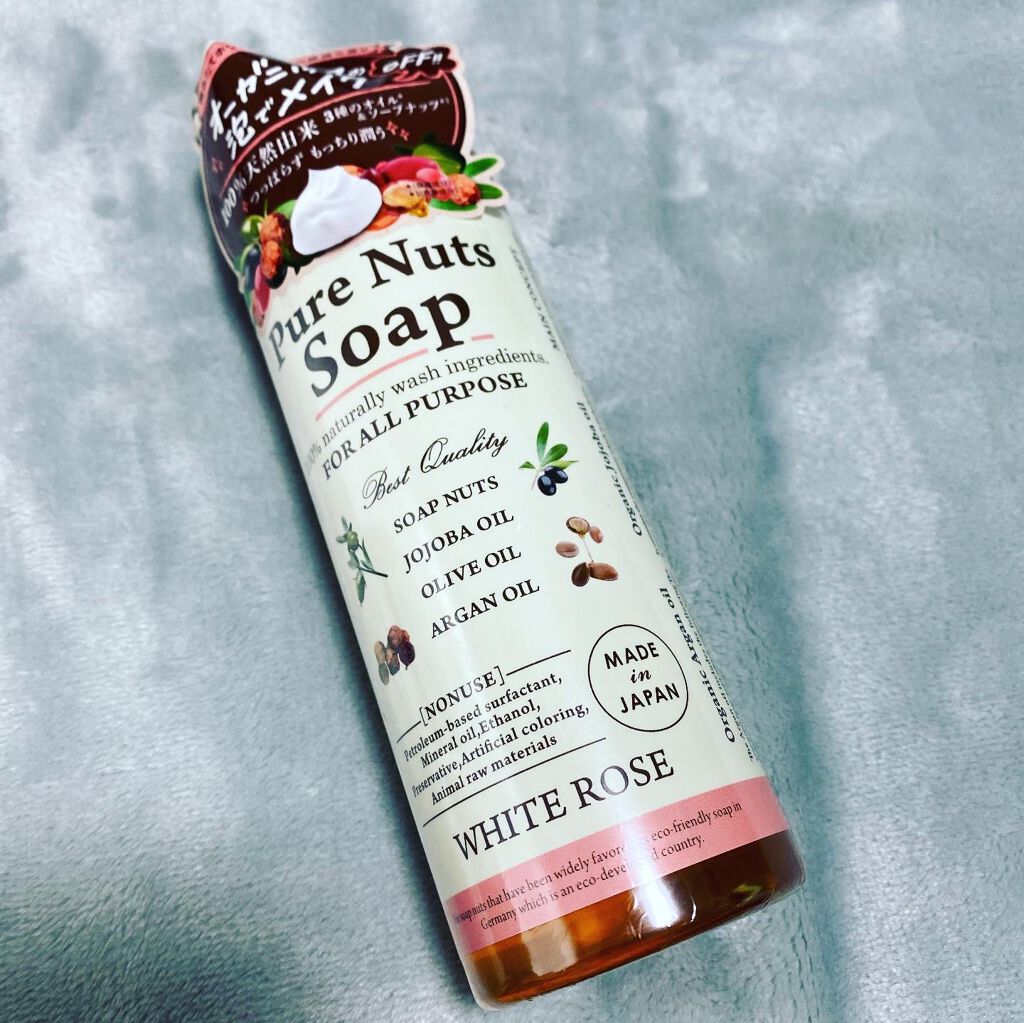 オーガニック
泡でメイクも OFF!!
100%天然由来 3種のオイル
&ソープナッツ
つっぱらず もっちり潤う
Pure Nuts
Soap
100% naturally wash ingredients.
FOR ALL PURPOSE
Best Quality
SOAP NUTS
JOJOBA OIL
OLIVE OIL
ARGAN OIL
[NONUSE]
Petroleum-based surfactant,
Mineral oil,Ethanol,
Preservative,Artificial coloring,
Animal raw materials
MADE
in
JAPAN
WHITE ROSE
The soap nuts that have been widely favored as eco-friendly soap in
Germany which is an eco-developed country.
Organic Jojoba oil
Organic Argan oil